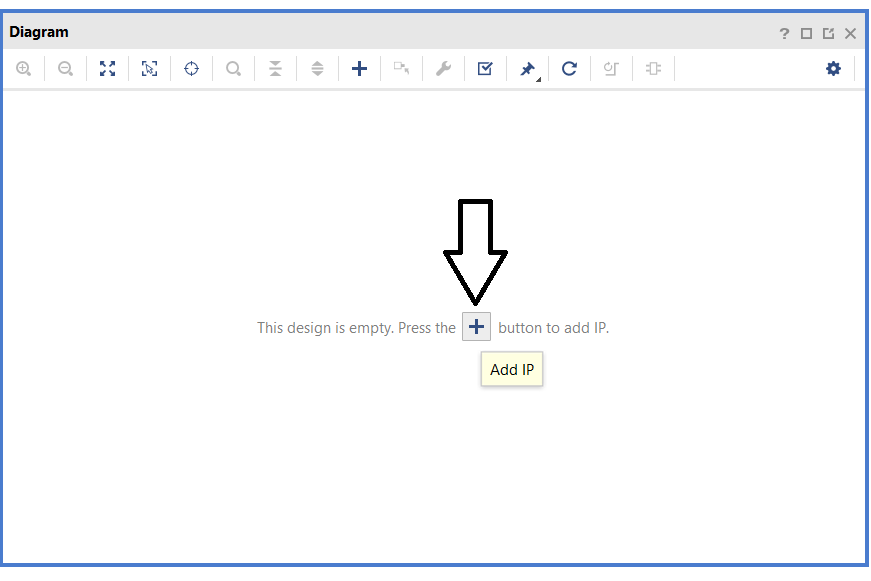 Diagram
This design is empty. Press the button to add IP.
Add IP